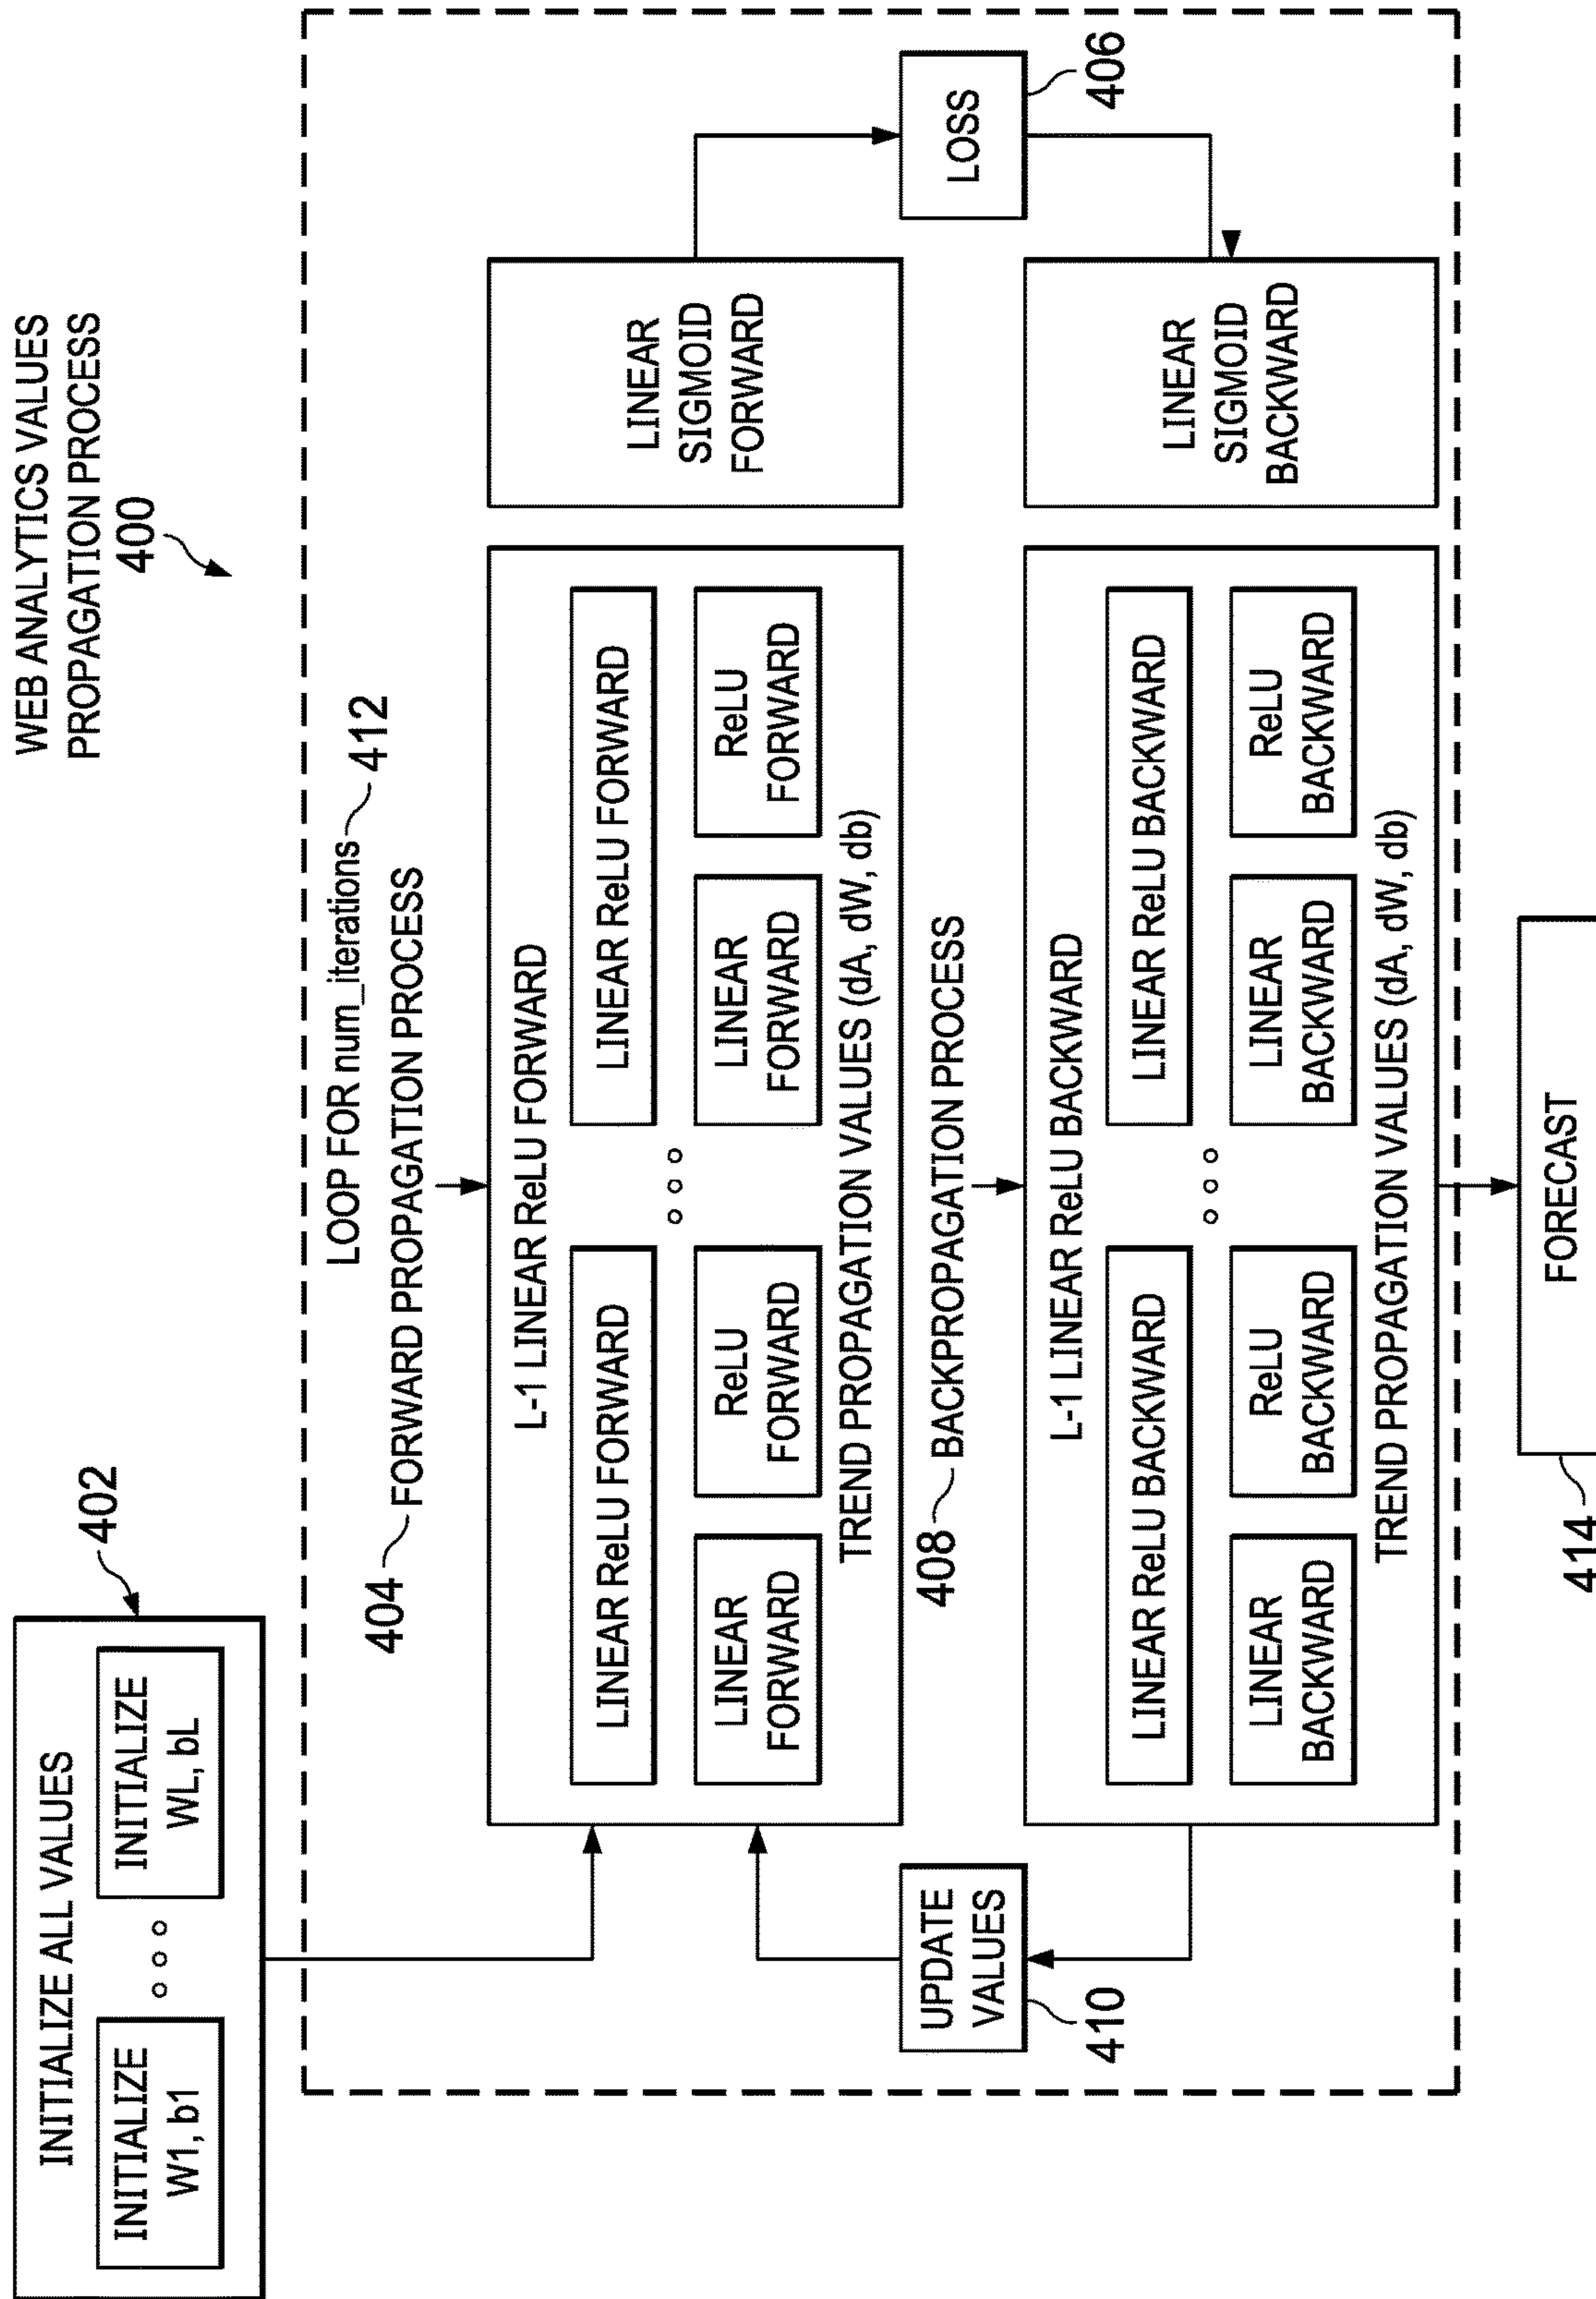 WEB ANALYTICS VALUES
PROPAGATION PROCESS
400
INITIALIZE ALL VALUES
402
INITIALIZE
W1, b1
INITIALIZE
WL, bL
LOOP FOR num_iterations
412
404
FORWARD PROPAGATION PROCESS
L-1 LINEAR ReLU FORWARD
LINEAR ReLU FORWARD
LINEAR ReLU FORWARD
LINEAR
FORWARD
ReLU
FORWARD
LINEAR
FORWARD
ReLU
FORWARD
TREND PROPAGATION VALUES (dA, dW, db)
LINEAR
SIGMOID
FORWARD
LOSS
406
UPDATE
VALUES
410
408
BACKPROPAGATION PROCESS
L-1 LINEAR ReLU BACKWARD
LINEAR ReLU BACKWARD
LINEAR ReLU BACKWARD
LINEAR
BACKWARD
ReLU
BACKWARD
LINEAR
BACKWARD
ReLU
BACKWARD
TREND PROPAGATION VALUES (dA, dW, db)
LINEAR
SIGMOID
BACKWARD
414
FORECAST